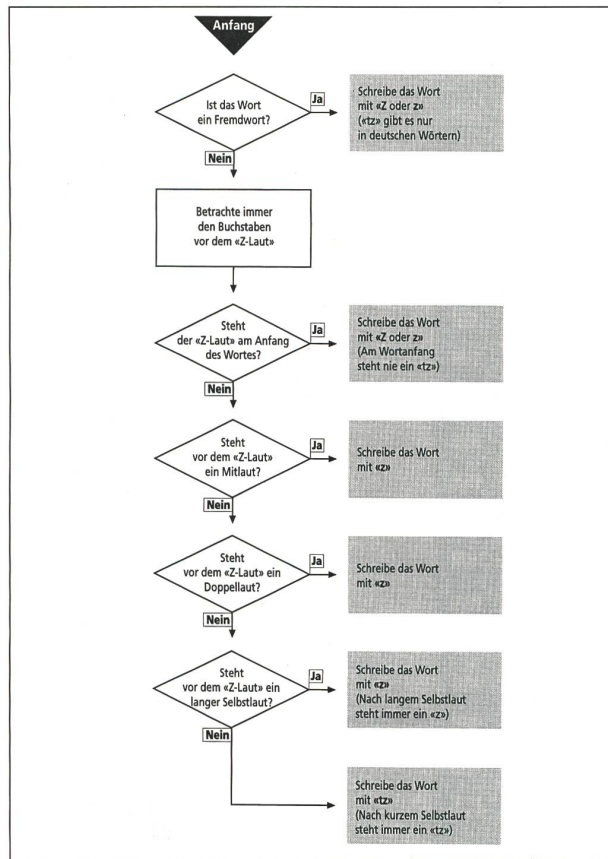 Anfang
Ist das Wort
ein Fremdwort?
Ja
Schreibe das Wort
mit «Z oder z»
(«tz» gibt es nur
in deutschen Wörtern)
Nein
Betrachte immer
den Buchstaben
vor dem «Z-Laut»
Steht
der «Z-Laut» am Anfang
des Wortes?
Ja
Schreibe das Wort
mit «Z oder z»
(Am Wortanfang
steht nie ein «tz»)
Nein
Steht
vor dem «Z-Laut»
ein Mitlaut?
Ja
Schreibe das Wort
mit «z»
Nein
Steht
vor dem «Z-Laut» ein
Doppellaut?
Ja
Schreibe das Wort
mit «z»
Nein
Steht
vor dem «Z-Laut» ein
langer Selbstlaut?
Ja
Schreibe das Wort
mit «z»
(Nach langem Selbstlaut
steht immer ein «z»)
Nein
Schreibe das Wort
mit «tz»
(Nach kurzem Selbstlaut
steht immer ein «tz»)